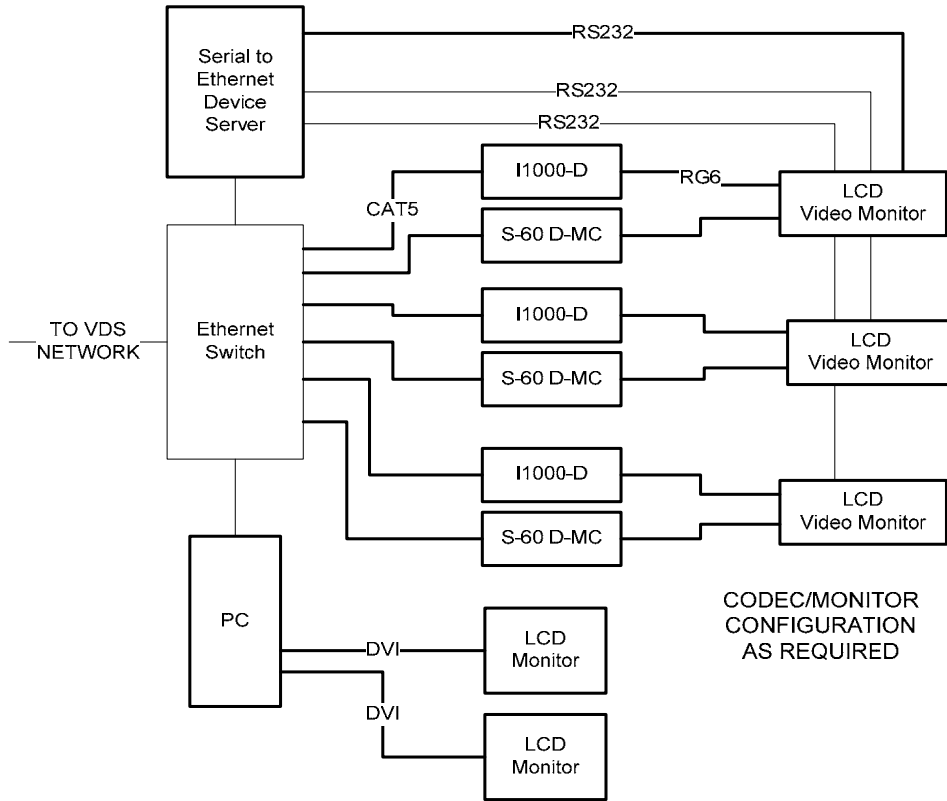 RS232
Serial to
Ethernet
Device
Server
RS232
RS232
I1000-D
RG6
LCD
Video Monitor
CAT5
S-60 D-MC
I1000-D
TO VDS
NETWORK
Ethernet
Switch
LCD
Video Monitor
S-60 D-MC
I1000-D
LCD
Video Monitor
S-60 D-MC
PC
CODEC/MONITOR
CONFIGURATION
AS REQUIRED
DVI
LCD
Monitor
DVI
LCD
Monitor